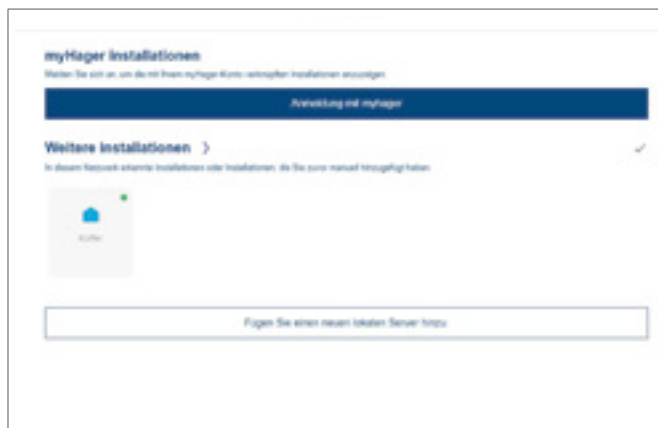 myHager Installationen
Melden Sie sich an, um die mit Ihrem myHager-Konto verknüpften Installationen anzuzeigen
Anmeldung mit myhager
Weitere Installationen
In diesem Netzwerk erkannte Installationen oder Installationen, die Sie zuvor manuell hinzugefügt haben
Fügen Sie einen neuen lokalen Server hinzu